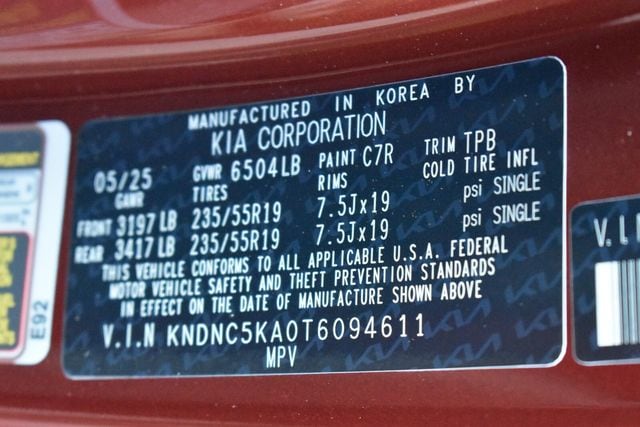 MANUFACTURED IN KOREA BY
KIA CORPORATION
05/25 GVWR 6504LB PAINT C7R TRIM TPB
GAWR TIRES RIMS COLD TIRE INFL
FRONT 3197 LB 235/55R19 7.5Jx19 psi SINGLE
REAR 3417 LB 235/55R19 7.5Jx19 psi SINGLE
THIS VEHICLE CONFORMS TO ALL APPLICABLE U.S.A. FEDERAL
MOTOR VEHICLE SAFETY AND THEFT PREVENTION STANDARDS
IN EFFECT ON THE DATE OF MANUFACTURE SHOWN ABOVE
V.I.N KNDNC5KA0T6094611
MPV
E92
V.I.